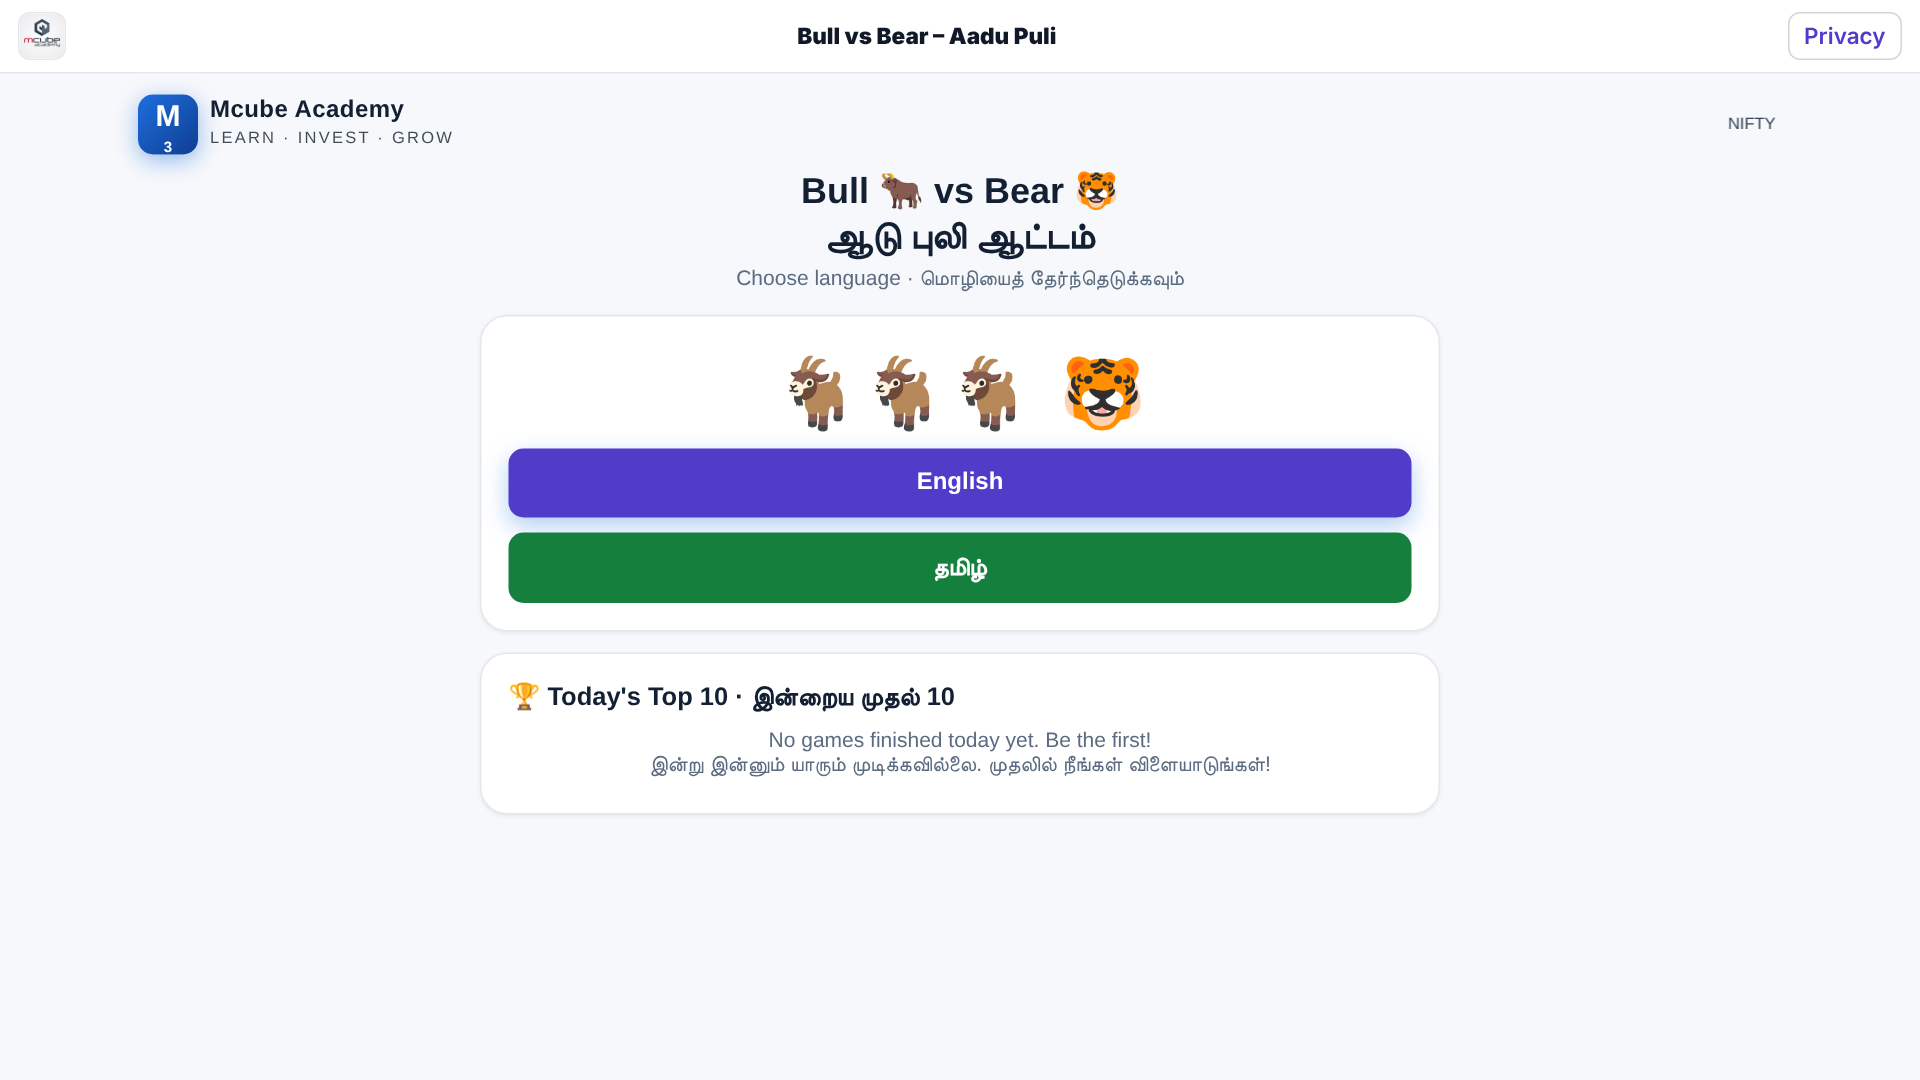 mcube
academy
Bull vs Bear – Aadu Puli
Privacy
M
3
Mcube Academy
LEARN · INVEST · GROW
NIFTY
Bull 🐂 vs Bear 🐯
ஆடு புலி ஆட்டம்
Choose language · மொழியைத் தேர்ந்தெடுக்கவும்
English
தமிழ்
🏆 Today's Top 10 · இன்றைய முதல் 10
No games finished today yet. Be the first!
இன்று இன்னும் யாரும் முடிக்கவில்லை. முதலில் நீங்கள் விளையாடுங்கள்!